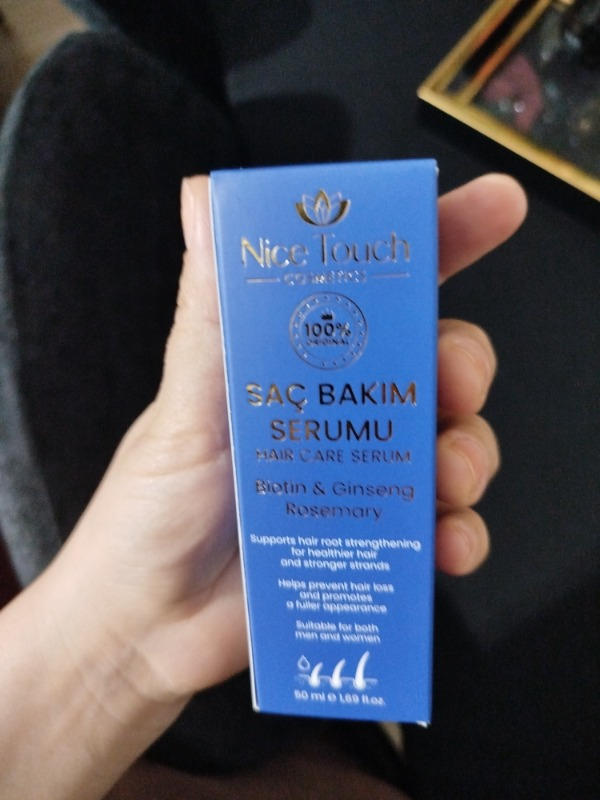 Nice Touch
COSMETICS
100%
ORIGINAL
SAÇ BAKIM
SERUMU
HAIR CARE SERUM
Biotin & Ginseng
Rosemary
Supports hair root strengthening
for healthier hair
and stronger strands
Helps prevent hair loss
and promotes
a fuller appearance
Suitable for both
men and women
50 ml e 1.69 fl.oz.